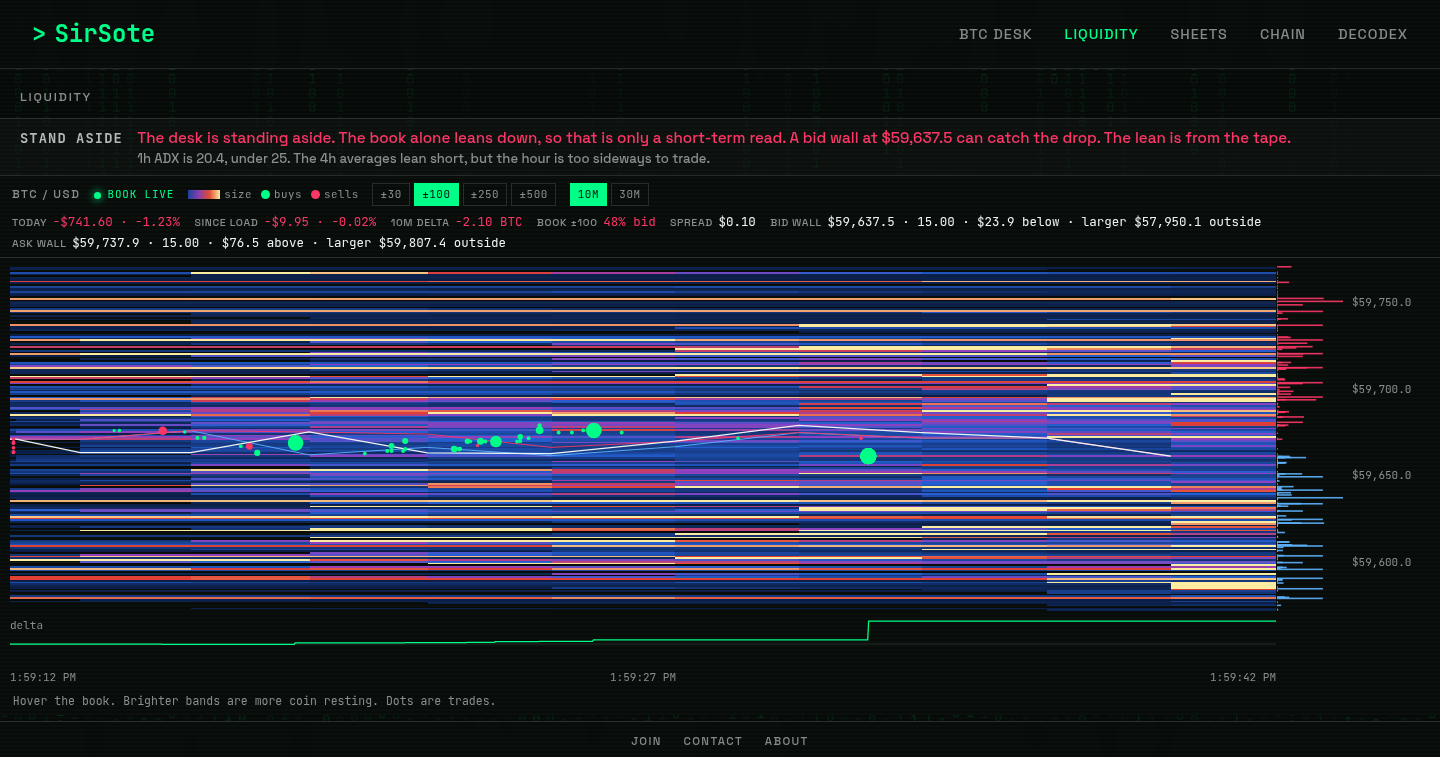 > SirSote
BTC DESK LIQUIDITY SHEETS CHAIN DECODEX
LIQUIDITY
STAND ASIDE The desk is standing aside. The book alone leans down, so that is only a short-term read. A bid wall at $59,637.5 can catch the drop. The lean is from the tape.
1h ADX is 20.4, under 25. The 4h averages lean short, but the hour is too sideways to trade.
BTC / USD BOOK LIVE size buys sells ±30 ±100 ±250 ±500 10M 30M
TODAY -$741.60 · -1.23% SINCE LOAD -$9.95 · -0.02% 10M DELTA -2.10 BTC BOOK ±100 48% bid SPREAD $0.10 BID WALL $59,637.5 · 15.00 · $23.9 below · larger $57,950.1 outside
ASK WALL $59,737.9 · 15.00 · $76.5 above · larger $59,807.4 outside
$59,750.0
$59,700.0
$59,650.0
$59,600.0
delta
1:59:12 PM 1:59:27 PM 1:59:42 PM
Hover the book. Brighter bands are more coin resting. Dots are trades.
JOIN CONTACT ABOUT